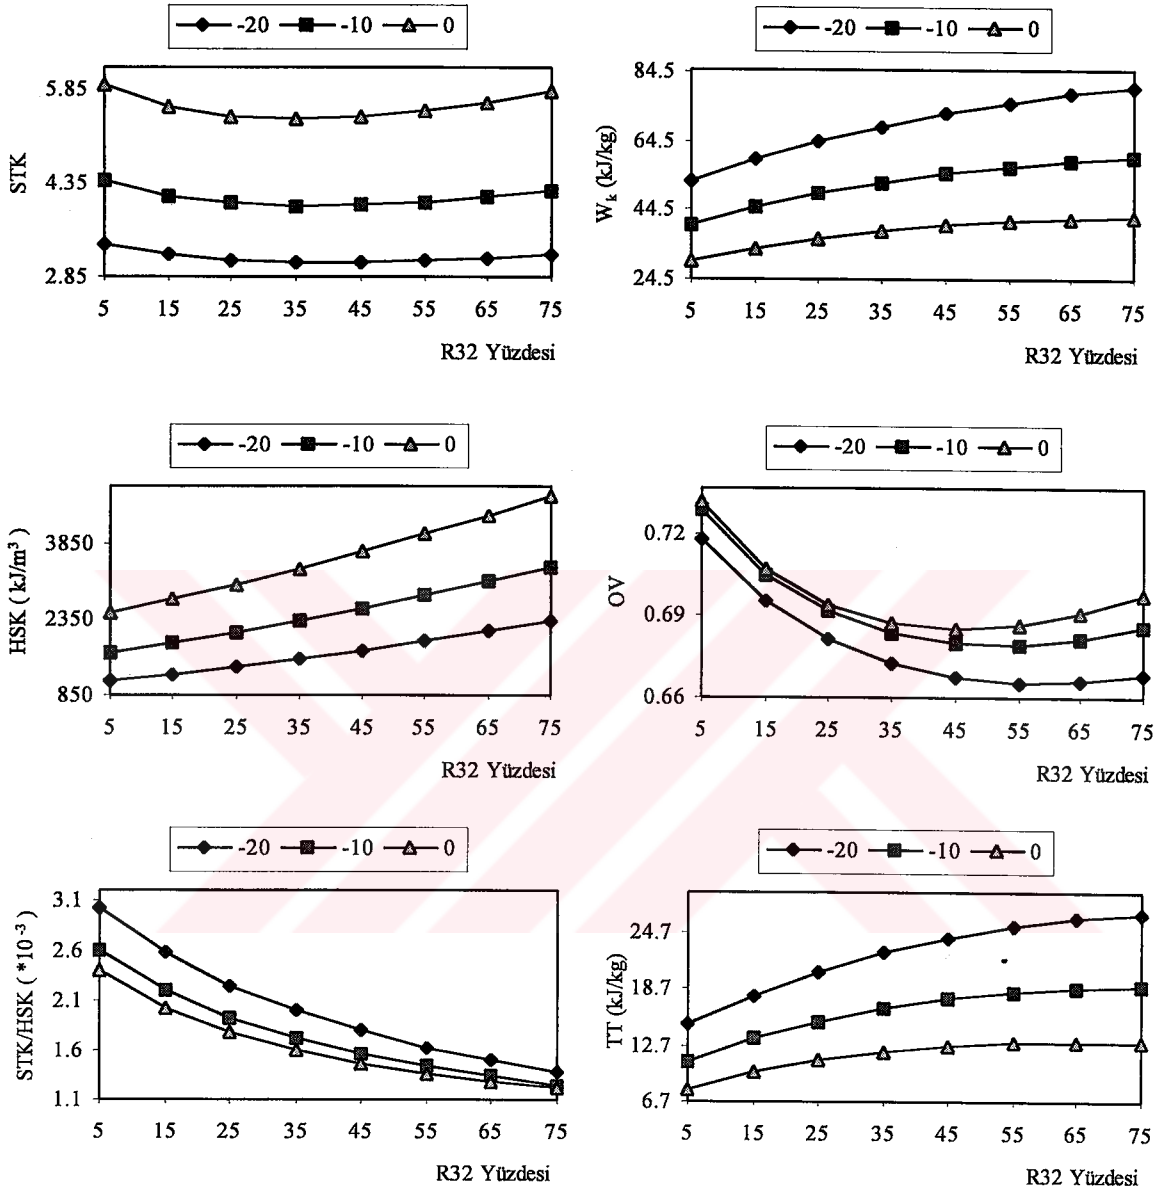 -20 -10 0
STK
5.85
4.35
2.85
5 15 25 35 45 55 65 75
R32 Yüzdesi
-20 -10 0
W_k (kJ/kg)
84.5
64.5
44.5
24.5
5 15 25 35 45 55 65 75
R32 Yüzdesi
-20 -10 0
HSK ( kJ/m³ )
3850
2350
850
5 15 25 35 45 55 65 75
R32 Yüzdesi
-20 -10 0
OV
0.72
0.69
0.66
5 15 25 35 45 55 65 75
R32 Yüzdesi
-20 -10 0
STK/HSK ( *10⁻³ )
3.1
2.6
2.1
1.6
1.1
5 15 25 35 45 55 65 75
R32 Yüzdesi
-20 -10 0
TT (kJ/kg)
24.7
18.7
12.7
6.7
5 15 25 35 45 55 65 75
R32 Yüzdesi